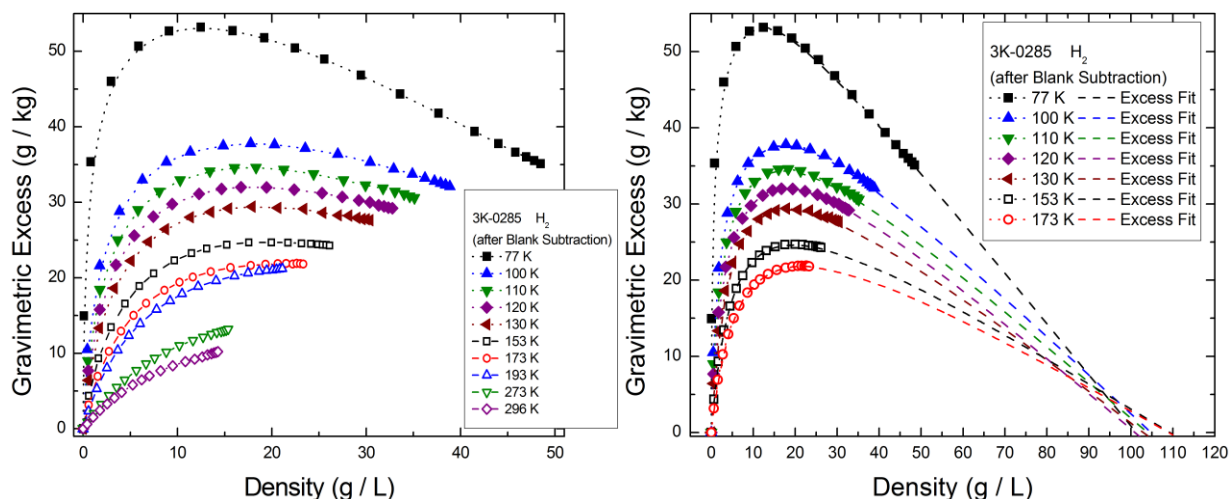 Gravimetric Excess (g / kg)
50
40
30
20
10
0
3K-0285 H2
(after Blank Subtraction)
77 K
100 K
110 K
120 K
130 K
153 K
173 K
193 K
273 K
296 K
0 10 20 30 40 50
Density (g / L)
Gravimetric Excess (g / kg)
50
40
30
20
10
0
3K-0285 H2
(after Blank Subtraction)
77 K Excess Fit
100 K Excess Fit
110 K Excess Fit
120 K Excess Fit
130 K Excess Fit
153 K Excess Fit
173 K Excess Fit
0 10 20 30 40 50 60 70 80 90 100 110 120
Density (g / L)